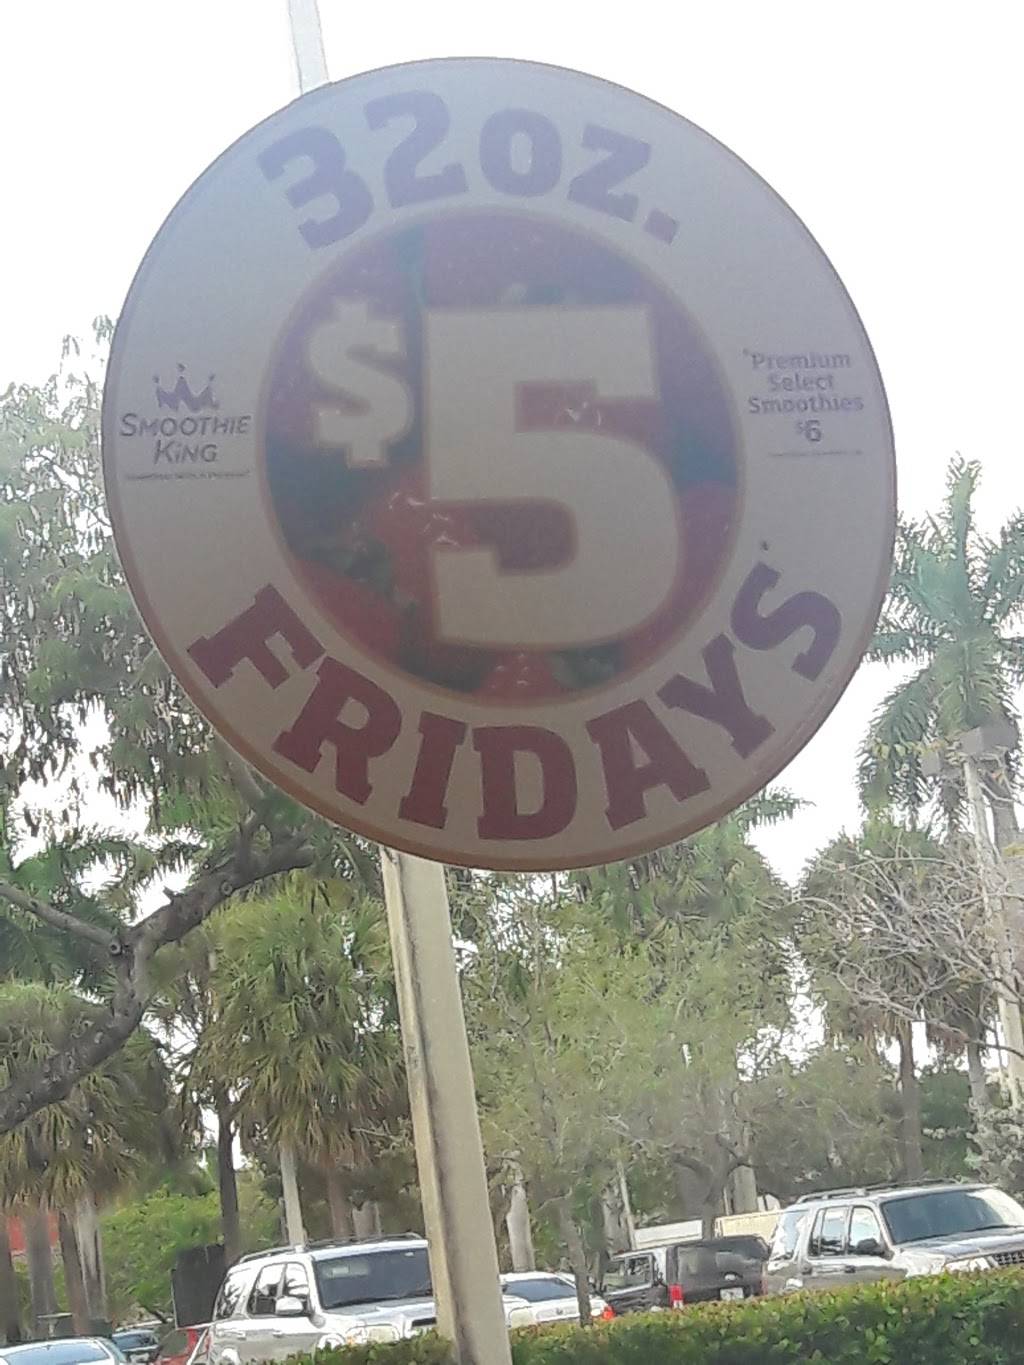 32oz.
$5
SMOOTHIE
KING
*Premium
Select
Smoothies
$6
FRIDAYS*